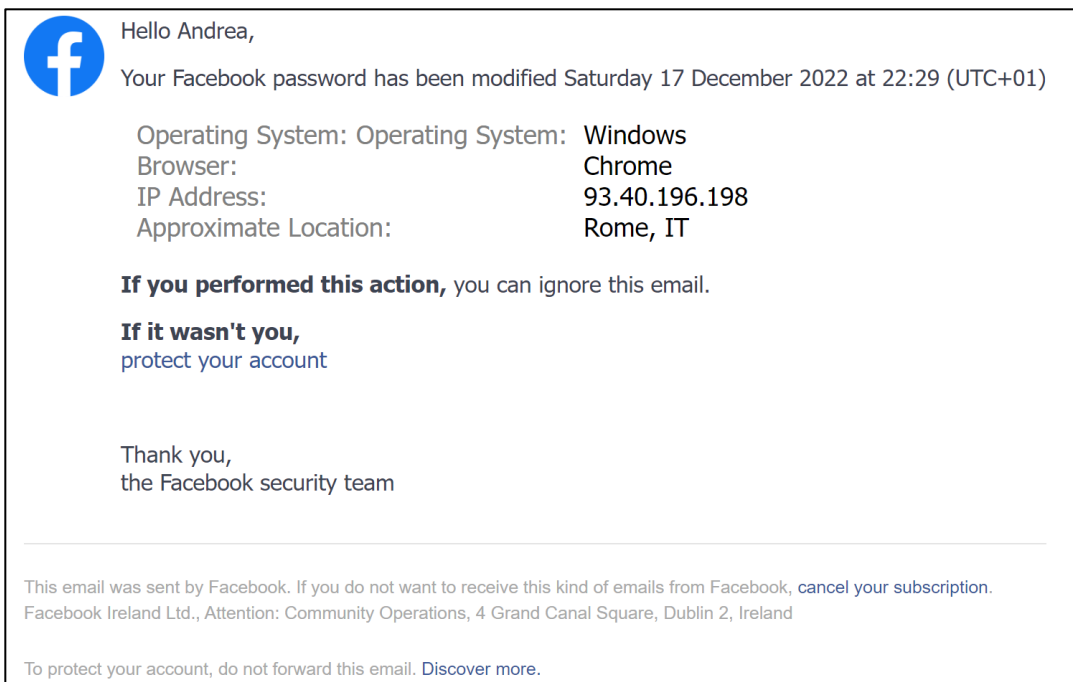 Hello Andrea,
Your Facebook password has been modified Saturday 17 December 2022 at 22:29 (UTC+01)
Operating System: Operating System: Windows
Browser: Chrome
IP Address: 93.40.196.198
Approximate Location: Rome, IT
If you performed this action, you can ignore this email.
If it wasn't you,
protect your account
Thank you,
the Facebook security team
This email was sent by Facebook. If you do not want to receive this kind of emails from Facebook, cancel your subscription.
Facebook Ireland Ltd., Attention: Community Operations, 4 Grand Canal Square, Dublin 2, Ireland
To protect your account, do not forward this email. Discover more.